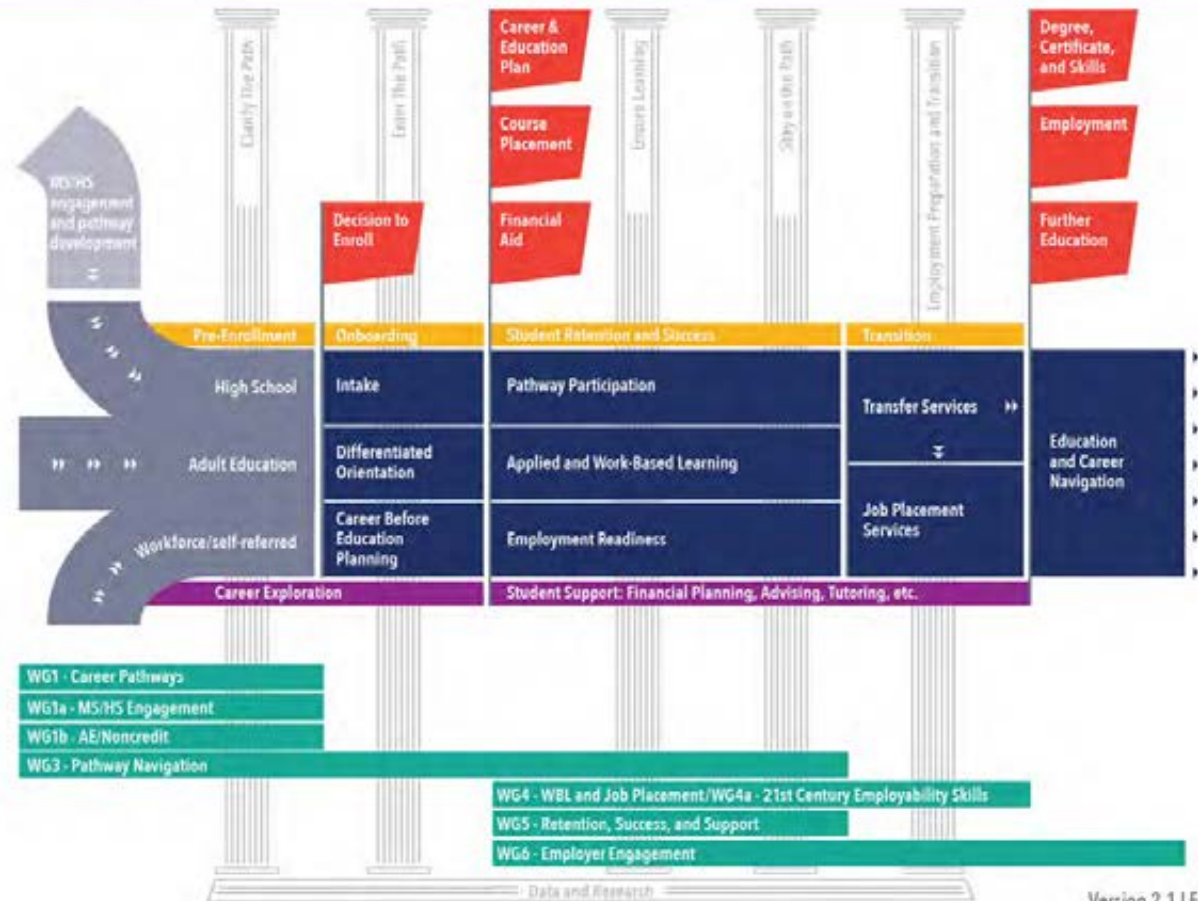 Clarify The Path
Enter The Path
Ensure Learning
Stay on the Path
Employment Preparation and Transition
Career &
Education
Plan
Degree,
Certificate,
and Skills
Course
Placement
Employment
MS/HS
engagement
and pathway
development
Decision to
Enroll
Financial
Aid
Further
Education
Pre-Enrollment
Onboarding
Student Retention and Success
Transition
High School
Intake
Pathway Participation
Transfer Services
Adult Education
Differentiated
Orientation
Applied and Work-Based Learning
Education
and Career
Navigation
Workforce/self-referred
Career Before
Education
Planning
Employment Readiness
Job Placement
Services
Career Exploration
Student Support: Financial Planning, Advising, Tutoring, etc.
WG1 - Career Pathways
WG1a - MS/HS Engagement
WG1b - AE/Noncredit
WG3 - Pathway Navigation
WG4 - WBL and Job Placement/WG4a - 21st Century Employability Skills
WG5 - Retention, Success, and Support
WG6 - Employer Engagement
Data and Research
Version 2.1